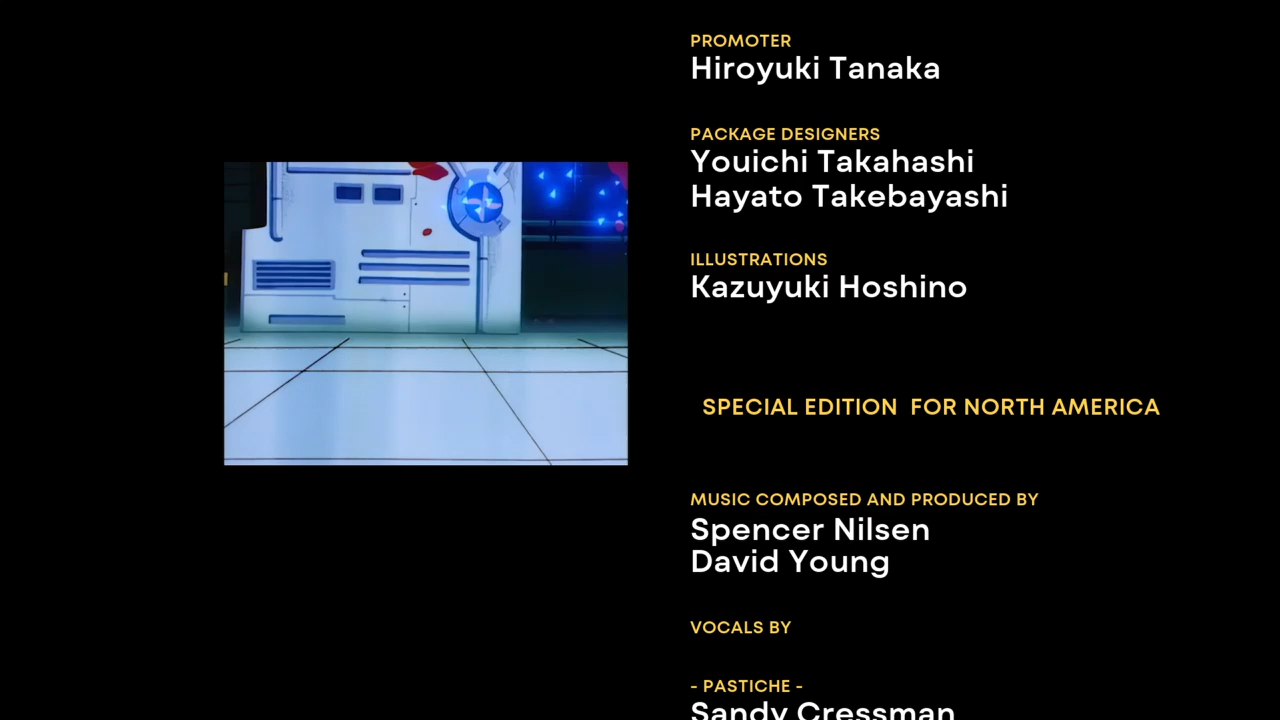 PROMOTER
Hiroyuki Tanaka
PACKAGE DESIGNERS
Youichi Takahashi
Hayato Takebayashi
ILLUSTRATIONS
Kazuyuki Hoshino
SPECIAL EDITION FOR NORTH AMERICA
MUSIC COMPOSED AND PRODUCED BY
Spencer Nilsen
David Young
VOCALS BY
- PASTICHE -
Sandy Cressman